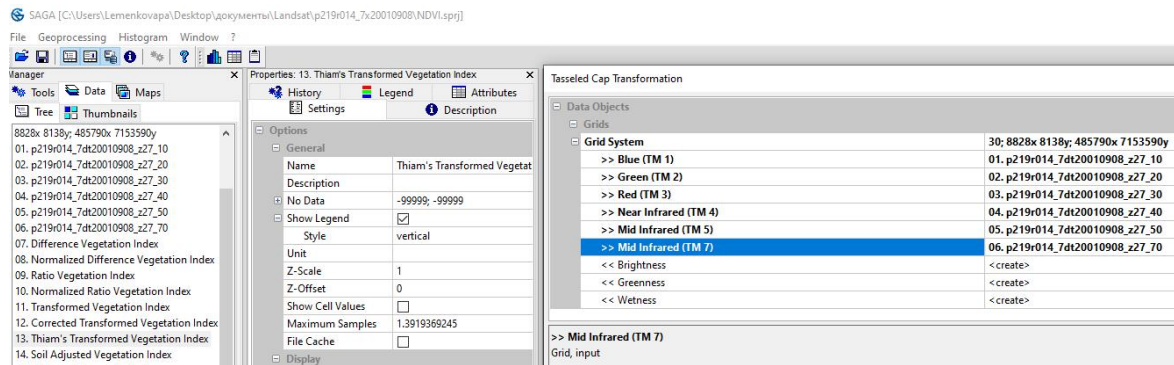 SAGA [C:\Users\Lemenkovapa\Desktop\документы\Landsat\p219r014_7x20010908\NDVI.sprj]
File Geoprocessing Histogram Window ?
Manager
Tools Data Maps
Tree Thumbnails
8828x 8138y; 485790x 7153590y
01. p219r014_7dt20010908_z27_10
02. p219r014_7dt20010908_z27_20
03. p219r014_7dt20010908_z27_30
04. p219r014_7dt20010908_z27_40
05. p219r014_7dt20010908_z27_50
06. p219r014_7dt20010908_z27_70
07. Difference Vegetation Index
08. Normalized Difference Vegetation Index
09. Ratio Vegetation Index
10. Normalized Ratio Vegetation Index
11. Transformed Vegetation Index
12. Corrected Transformed Vegetation Index
13. Thiam's Transformed Vegetation Index
14. Soil Adjusted Vegetation Index
Properties: 13. Thiam's Transformed Vegetation Index
History Legend Attributes
Settings Description
Options
General
Name Thiam's Transformed Vegetat
Description
No Data -99999; -99999
Show Legend
Style vertical
Unit
Z-Scale 1
Z-Offset 0
Show Cell Values
Maximum Samples 1.3919369245
File Cache
Display
Tasseled Cap Transformation
Data Objects
Grids
Grid System 30; 8828x 8138y; 485790x 7153590y
>> Blue (TM 1) 01. p219r014_7dt20010908_z27_10
>> Green (TM 2) 02. p219r014_7dt20010908_z27_20
>> Red (TM 3) 03. p219r014_7dt20010908_z27_30
>> Near Infrared (TM 4) 04. p219r014_7dt20010908_z27_40
>> Mid Infrared (TM 5) 05. p219r014_7dt20010908_z27_50
>> Mid Infrared (TM 7) 06. p219r014_7dt20010908_z27_70
<< Brightness <create>
<< Greenness <create>
<< Wetness <create>
>> Mid Infrared (TM 7)
Grid, input